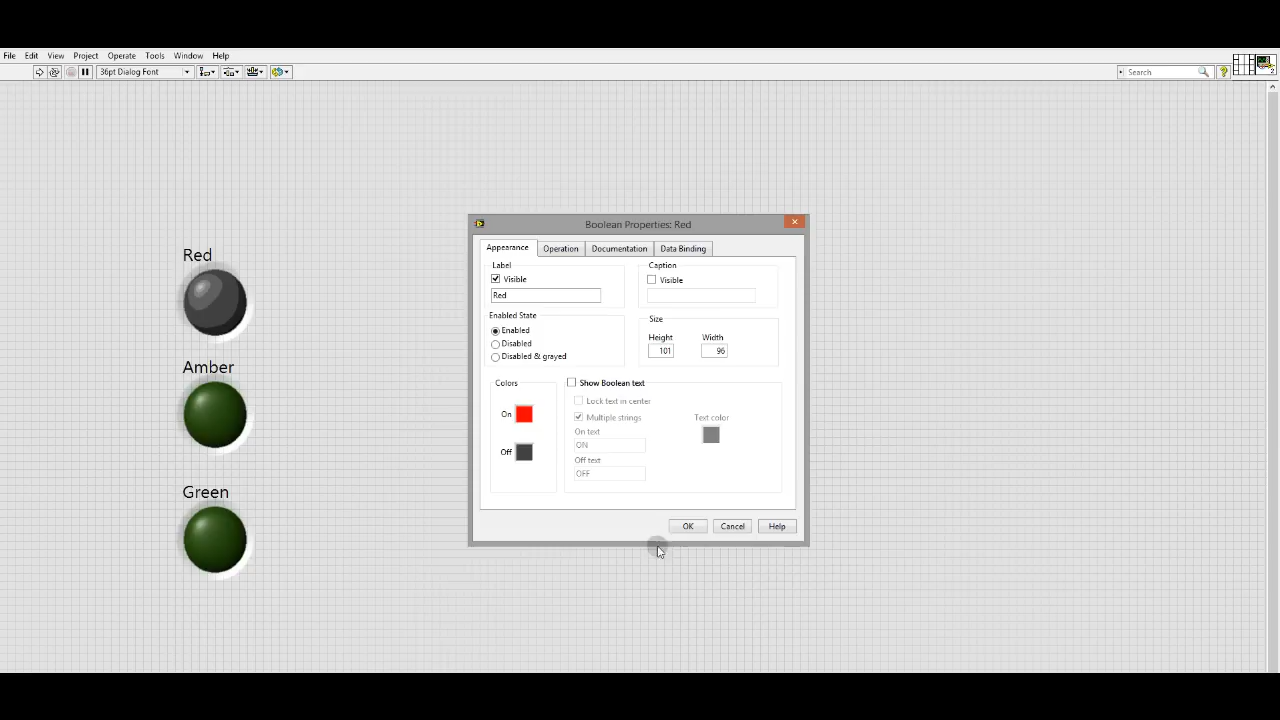 File Edit View Project Operate Tools Window Help
36pt Dialog Font
Search
?
2
Boolean Properties: Red
Appearance Operation Documentation Data Binding
Label
Visible
Red
Caption
Visible
Enabled State
Enabled
Disabled
Disabled & grayed
Size
Height Width
101 96
Colors
On
Off
Show Boolean text
Lock text in center
Multiple strings
On text
ON
Off text
OFF
Text color
OK Cancel Help
Red
Amber
Green